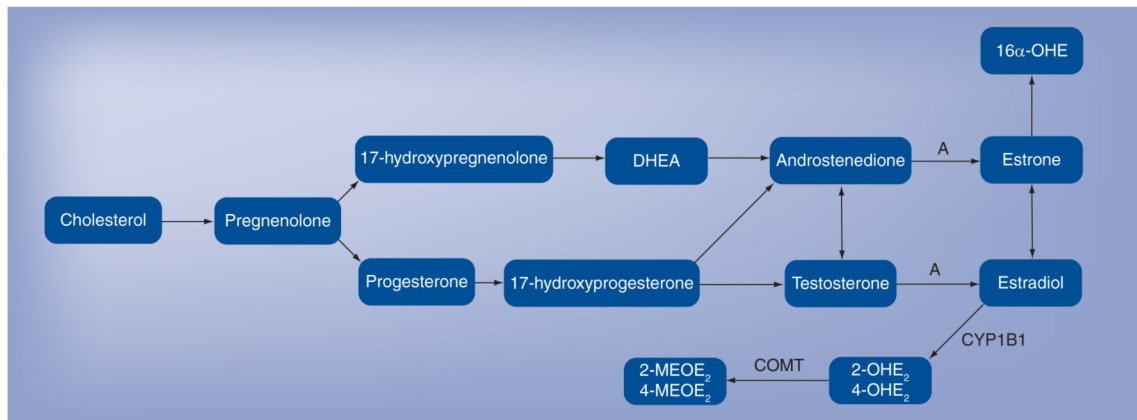 16α-OHE
17-hydroxypregnenolone
DHEA
Androstenedione
A
Estrone
Cholesterol
Pregnenolone
Progesterone
17-hydroxyprogesterone
Testosterone
A
Estradiol
CYP1B1
2-MEOE₂
4-MEOE₂
COMT
2-OHE₂
4-OHE₂